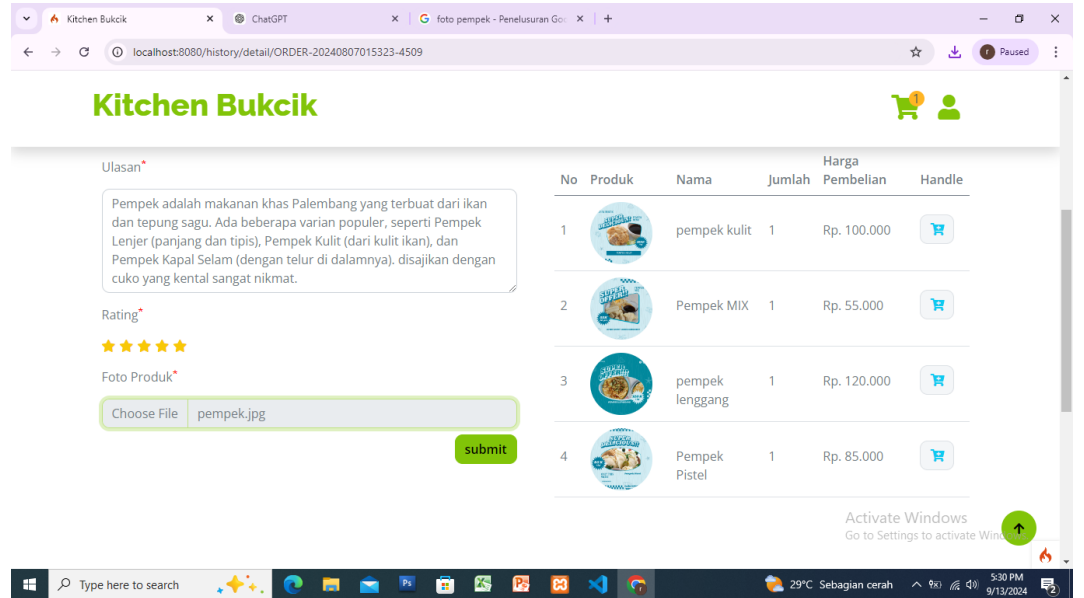 Kitchen Bukcik
ChatGPT
foto pempek - Penelusuran Goo
localhost:8080/history/detail/ORDER-20240807015323-4509
r
Paused
Kitchen Bukcik
1
Ulasan*
Pempek adalah makanan khas Palembang yang terbuat dari ikan
dan tepung sagu. Ada beberapa varian populer, seperti Pempek
Lenjer (panjang dan tipis), Pempek Kulit (dari kulit ikan), dan
Pempek Kapal Selam (dengan telur di dalamnya). disajikan dengan
cuko yang kental sangat nikmat.
Rating*
Foto Produk*
Choose File pempek.jpg
submit
No Produk Nama Jumlah Harga Pembelian Handle
1 pempek kulit 1 Rp. 100.000
2 Pempek MIX 1 Rp. 55.000
3 pempek lenggang 1 Rp. 120.000
4 Pempek Pistel 1 Rp. 85.000
Activate Windows
Go to Settings to activate Win
Type here to search
Ps
29°C Sebagian cerah
5:30 PM
9/13/2024
2